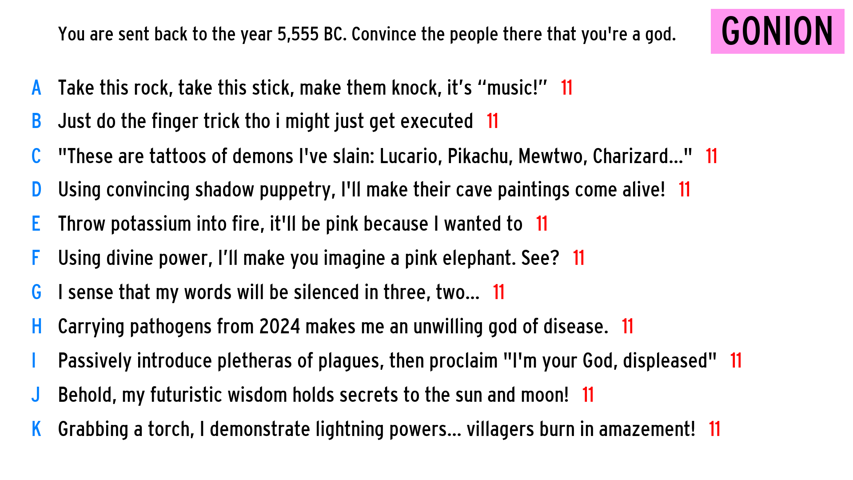 You are sent back to the year 5,555 BC. Convince the people there that you're a god.
GONION
A Take this rock, take this stick, make them knock, it's “music!” 11
B Just do the finger trick tho i might just get executed 11
C "These are tattoos of demons I've slain: Lucario, Pikachu, Mewtwo, Charizard..." 11
D Using convincing shadow puppetry, I'll make their cave paintings come alive! 11
E Throw potassium into fire, it'll be pink because I wanted to 11
F Using divine power, I’ll make you imagine a pink elephant. See? 11
G I sense that my words will be silenced in three, two... 11
H Carrying pathogens from 2024 makes me an unwilling god of disease. 11
I Passively introduce pletheras of plagues, then proclaim "I'm your God, displeased" 11
J Behold, my futuristic wisdom holds secrets to the sun and moon! 11
K Grabbing a torch, I demonstrate lightning powers... villagers burn in amazement! 11